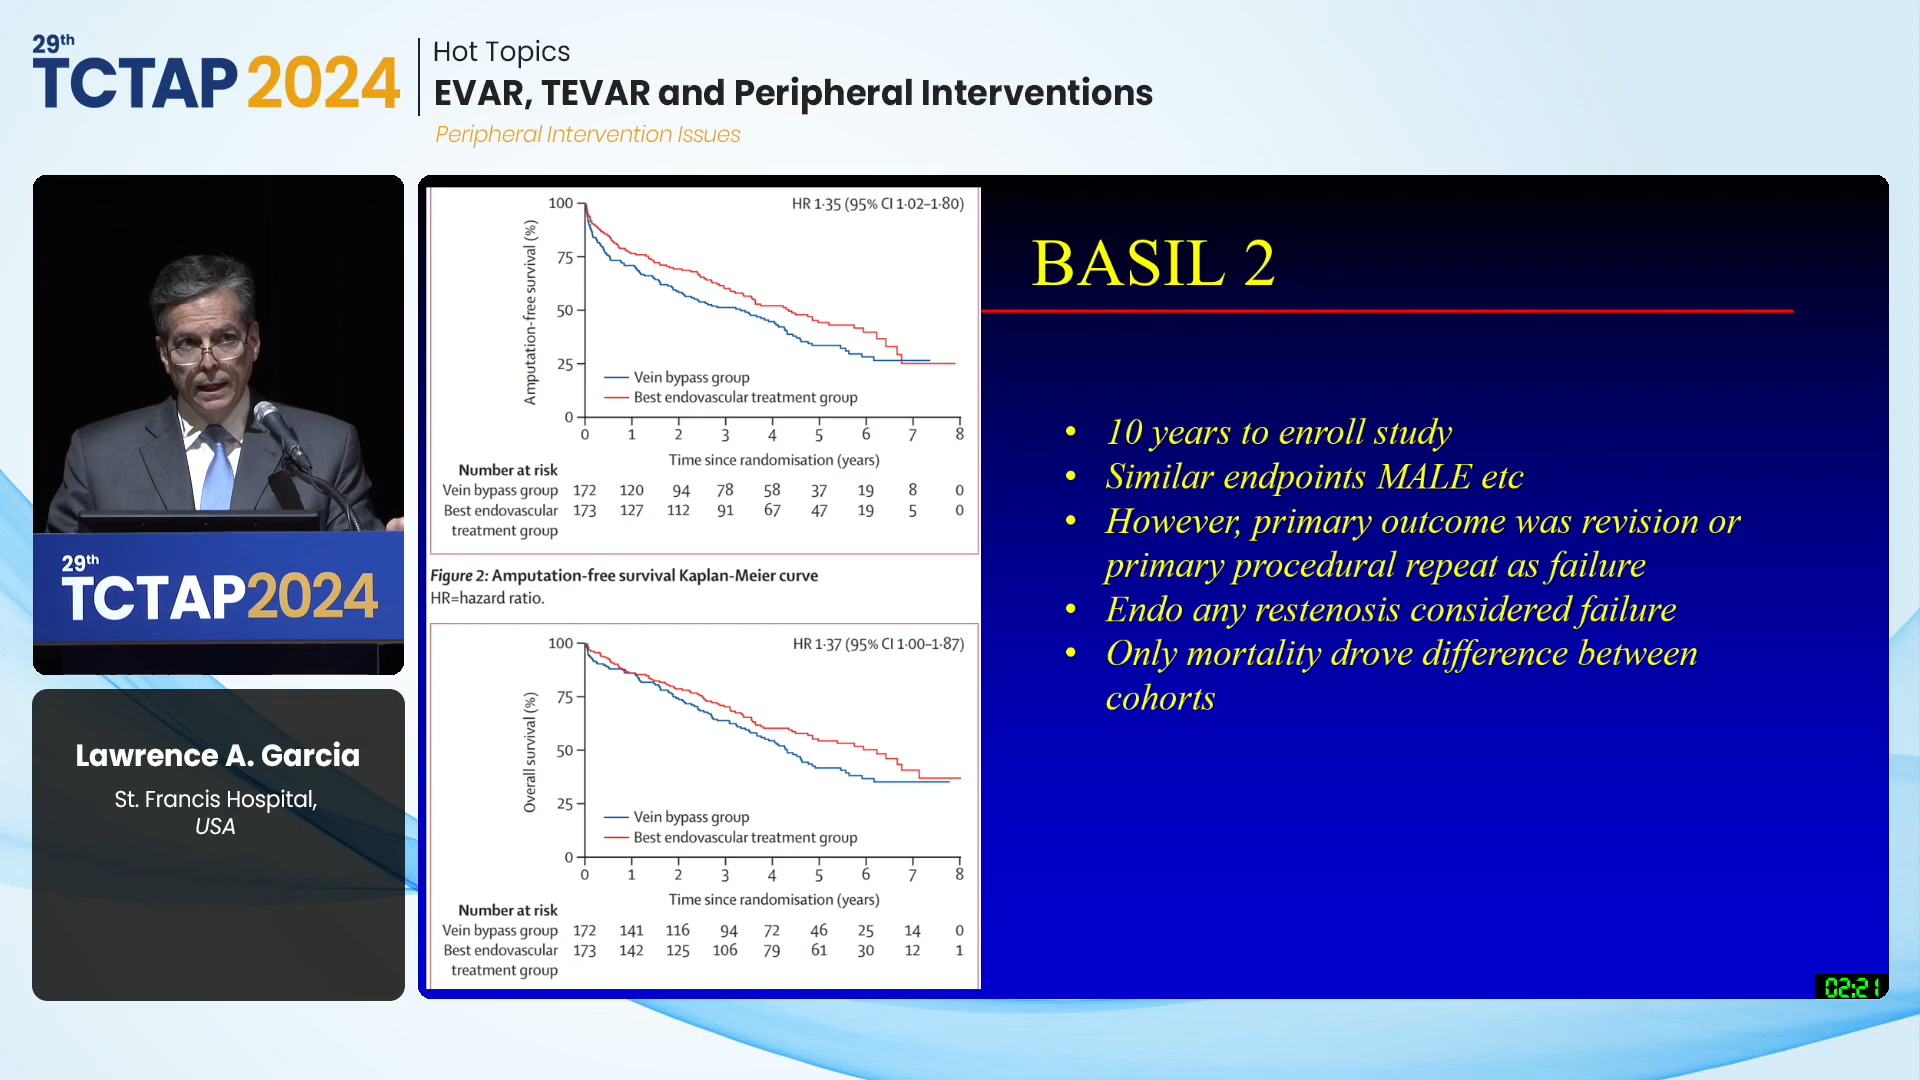 29th
TCTAP 2024
Hot Topics
EVAR, TEVAR and Peripheral Interventions
Peripheral Intervention Issues
29th
TCTAP2024
Lawrence A. Garcia
St. Francis Hospital,
USA
HR 1·35 (95% CI 1·02–1·80)
Amputation-free survival (%)
100
75
50
25
0
Vein bypass group
Best endovascular treatment group
0 1 2 3 4 5 6 7 8
Time since randomisation (years)
Number at risk
Vein bypass group 172 120 94 78 58 37 19 8 0
Best endovascular 173 127 112 91 67 47 19 5 0
treatment group
Figure 2: Amputation-free survival Kaplan-Meier curve
HR=hazard ratio.
HR 1·37 (95% CI 1·00–1·87)
Overall survival (%)
100
75
50
25
0
Vein bypass group
Best endovascular treatment group
0 1 2 3 4 5 6 7 8
Time since randomisation (years)
Number at risk
Vein bypass group 172 141 116 94 72 46 25 14 0
Best endovascular 173 142 125 106 79 61 30 12 1
treatment group
BASIL 2
• 10 years to enroll study
• Similar endpoints MALE etc
• However, primary outcome was revision or
primary procedural repeat as failure
• Endo any restenosis considered failure
• Only mortality drove difference between
cohorts
02:21